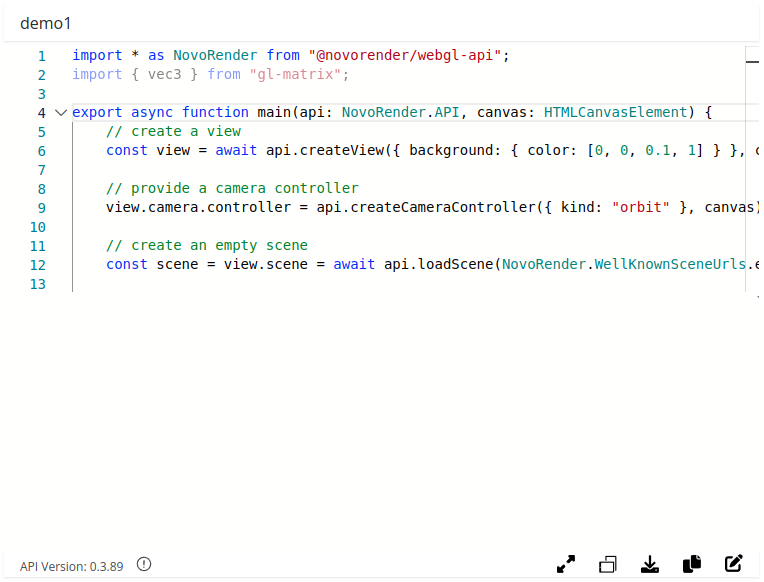 demo1
1 import * as NovoRender from "@novorender/webgl-api";
2 import { vec3 } from "gl-matrix";
3
4 export async function main(api: NovoRender.API, canvas: HTMLCanvasElement) {
5 // create a view
6 const view = await api.createView({ background: { color: [0, 0, 0.1, 1] } }, c
7
8 // provide a camera controller
9 view.camera.controller = api.createCameraController({ kind: "orbit" }, canvas)
10
11 // create an empty scene
12 const scene = view.scene = await api.loadScene(NovoRender.WellKnownSceneUrls.e
13
API Version: 0.3.89